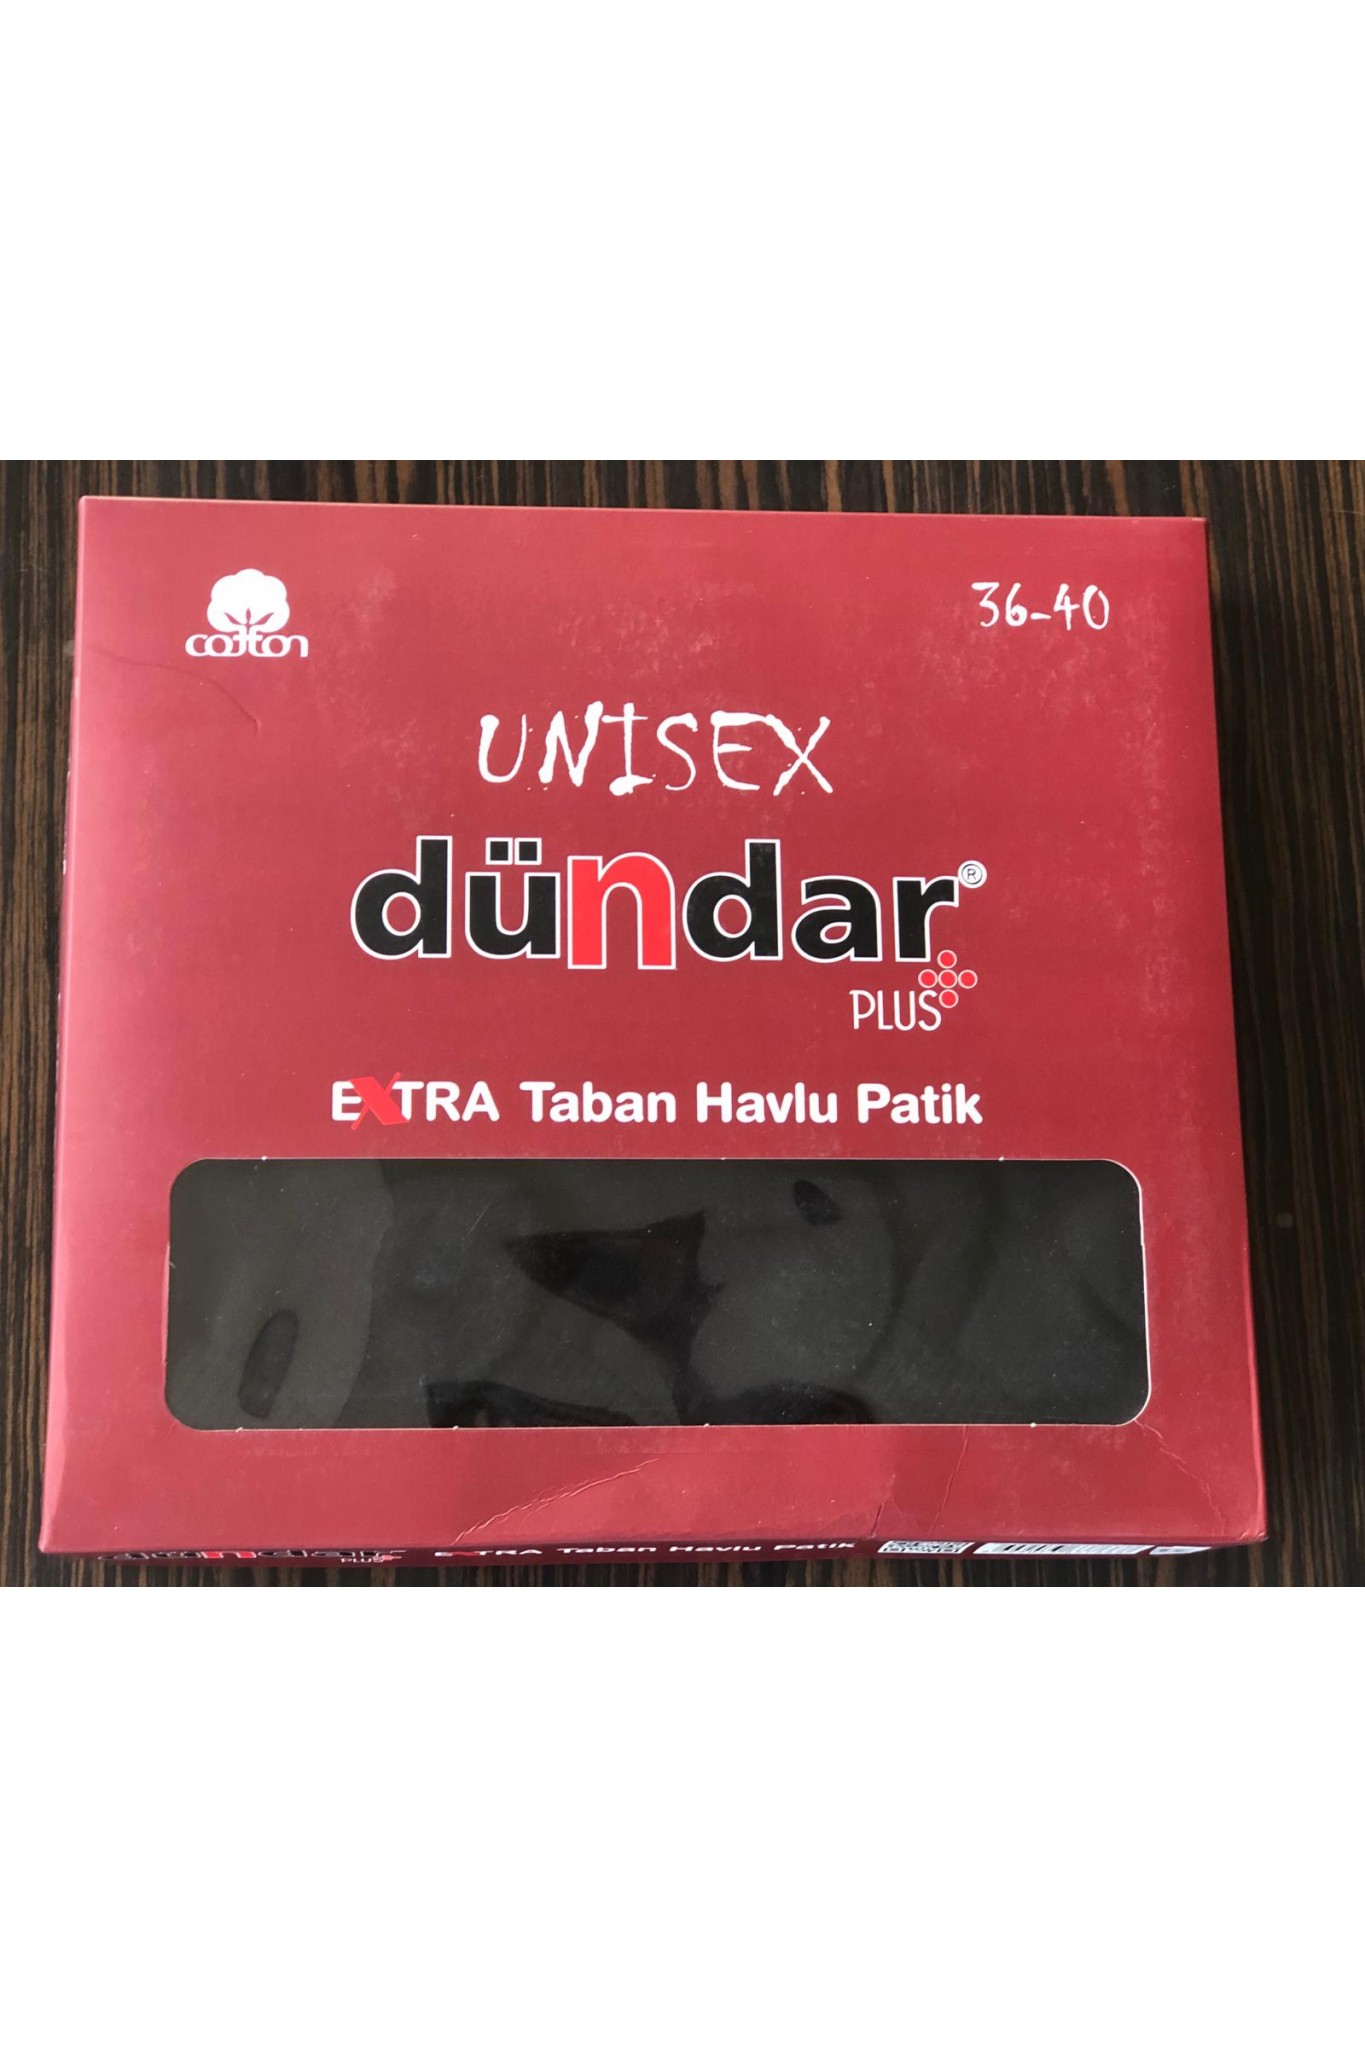 cotton
36-40
UNISEX
dündar®
PLUS
EXTRA Taban Havlu Patik
dündar
PLUS
EXTRA Taban Havlu Patik